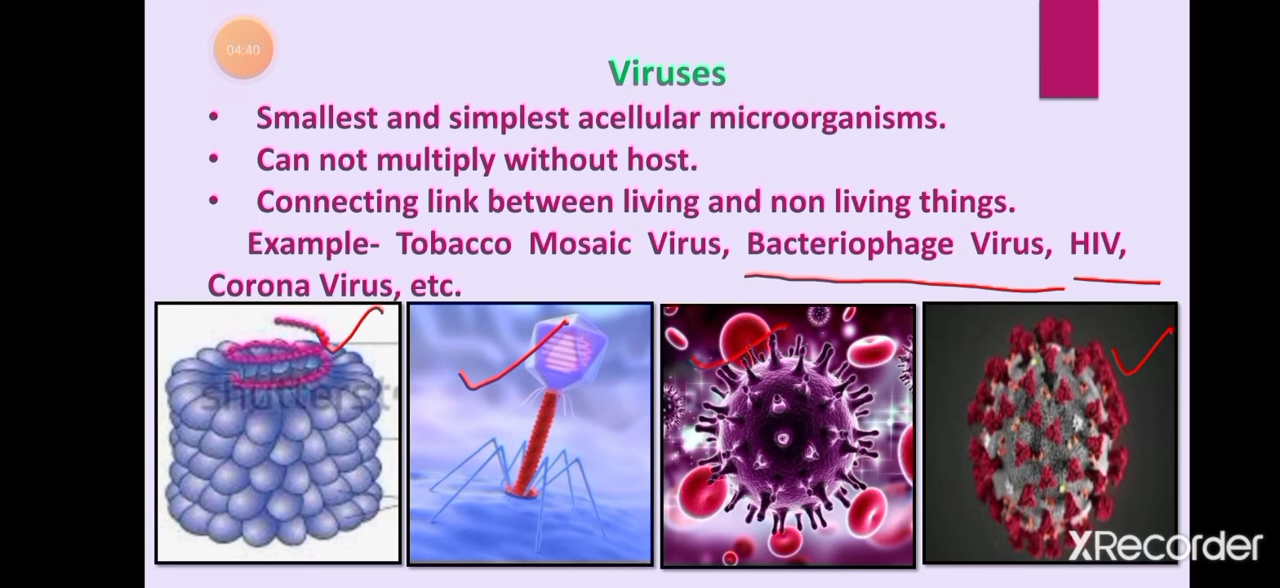 04:40
Viruses
• Smallest and simplest acellular microorganisms.
• Can not multiply without host.
• Connecting link between living and non living things.
Example- Tobacco Mosaic Virus, Bacteriophage Virus, HIV,
Corona Virus, etc.
XRecorder